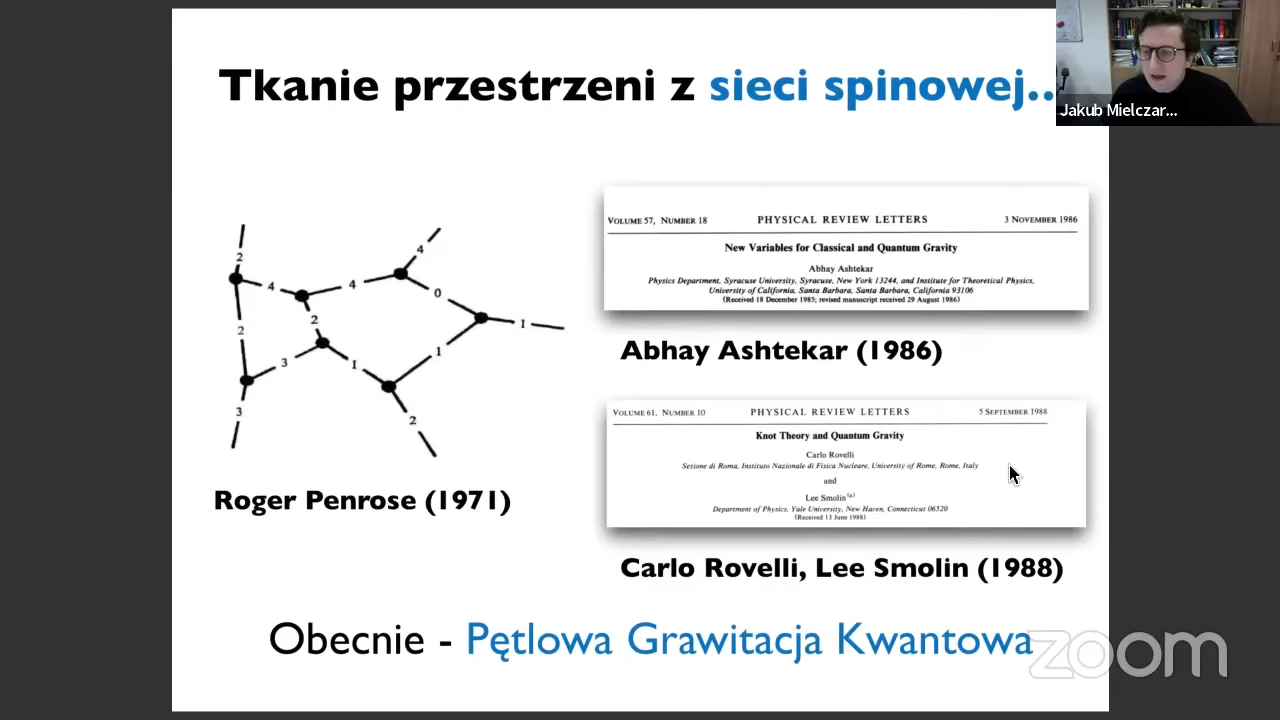 Tkanie przestrzeni z sieci spinowej..
Jakub Mielczar...
2
4
4
4
0
2
2
1
3
1
1
3
2
Roger Penrose (1971)
VOLUME 57, NUMBER 18 PHYSICAL REVIEW LETTERS 3 NOVEMBER 1986
New Variables for Classical and Quantum Gravity
Abhay Ashtekar
Physics Department, Syracuse University, Syracuse, New York 13244, and Institute for Theoretical Physics,
University of California, Santa Barbara, Santa Barbara, California 93106
(Received 18 December 1985; revised manuscript received 29 August 1986)
Abhay Ashtekar (1986)
VOLUME 61, NUMBER 10 PHYSICAL REVIEW LETTERS 5 SEPTEMBER 1988
Knot Theory and Quantum Gravity
Carlo Rovelli
Sezione di Roma, Instituto Nazionale di Fisica Nucleare, University of Rome, Rome, Italy
and
Lee Smolin (a)
Department of Physics, Yale University, New Haven, Connecticut 06520
(Received 13 June 1988)
Carlo Rovelli, Lee Smolin (1988)
Obecnie - Pętlowa Grawitacja Kwantowa
zoom